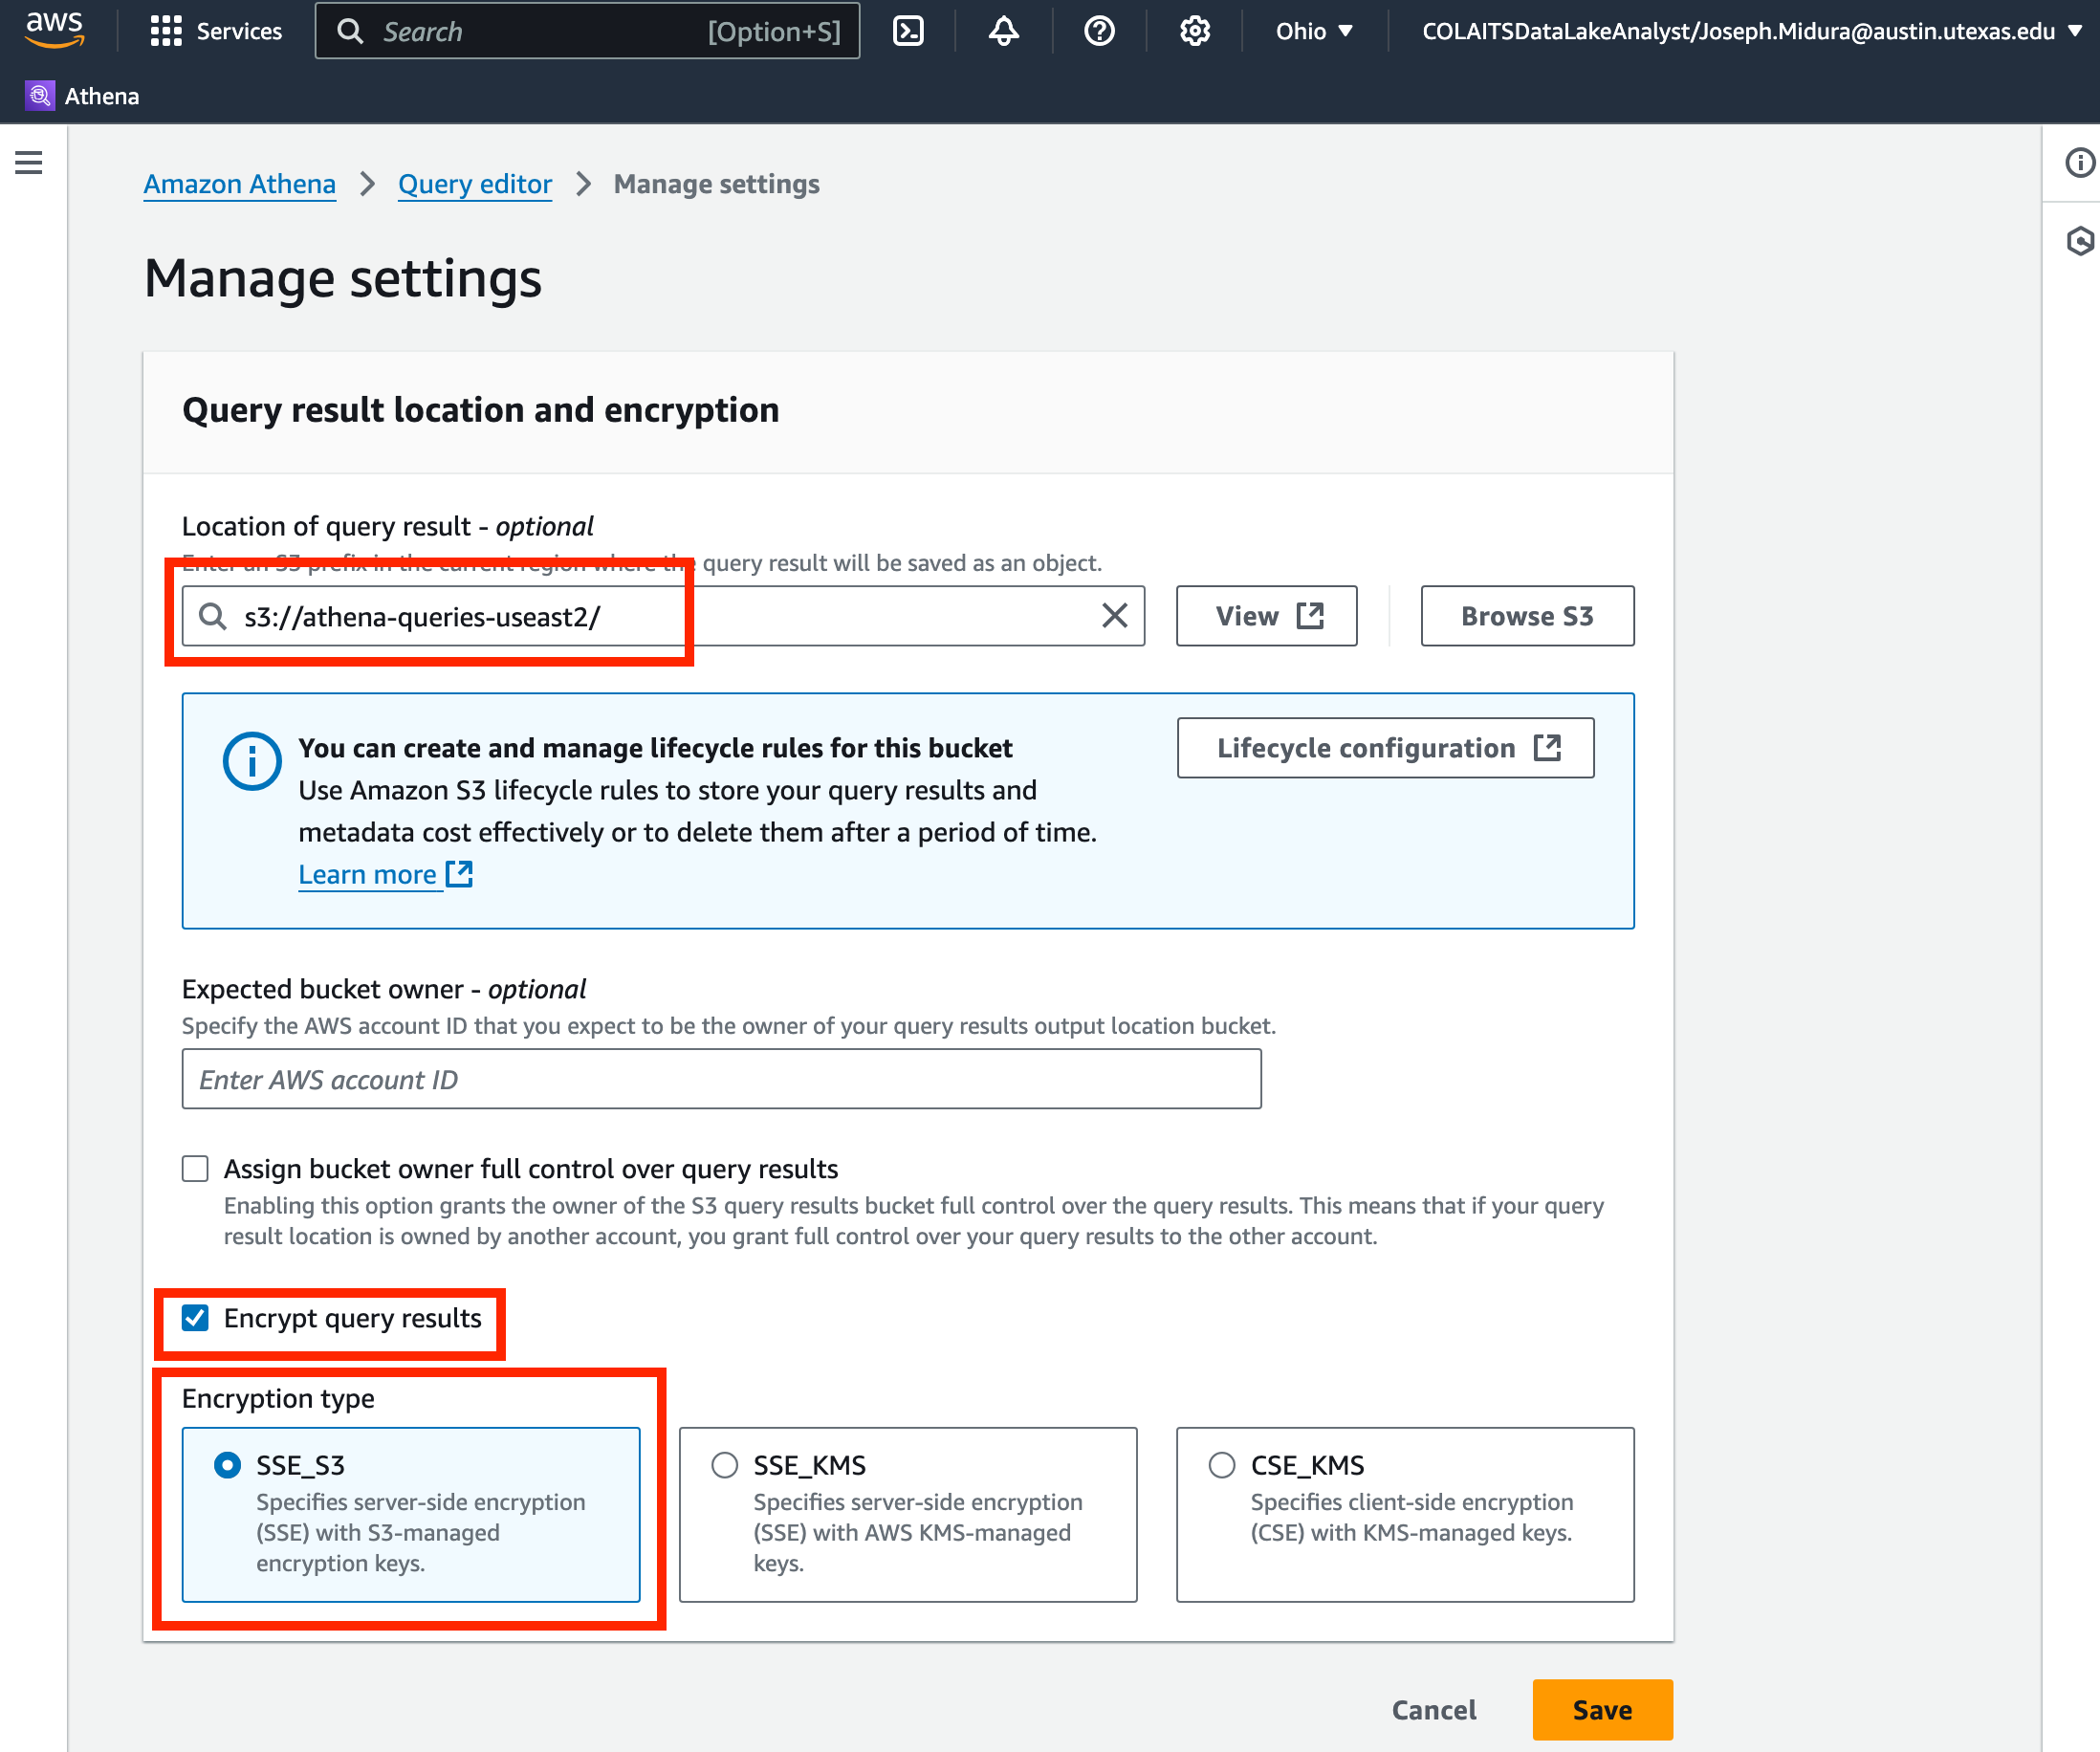 aws
Services
Search [Option+S]
Ohio
COLAITSDataLakeAnalyst/Joseph.Midura@austin.utexas.edu
Athena
Amazon Athena > Query editor > Manage settings
Manage settings
Query result location and encryption
Location of query result - optional
Enter an S3 prefix in the current region where the query result will be saved as an object.
s3://athena-queries-useast2/
View
Browse S3
You can create and manage lifecycle rules for this bucket
Lifecycle configuration
Use Amazon S3 lifecycle rules to store your query results and
metadata cost effectively or to delete them after a period of time.
Learn more
Expected bucket owner - optional
Specify the AWS account ID that you expect to be the owner of your query results output location bucket.
Enter AWS account ID
Assign bucket owner full control over query results
Enabling this option grants the owner of the S3 query results bucket full control over the query results. This means that if your query
result location is owned by another account, you grant full control over your query results to the other account.
Encrypt query results
Encryption type
SSE_S3
Specifies server-side encryption
(SSE) with S3-managed
encryption keys.
SSE_KMS
Specifies server-side encryption
(SSE) with AWS KMS-managed
keys.
CSE_KMS
Specifies client-side encryption
(CSE) with KMS-managed keys.
Cancel
Save